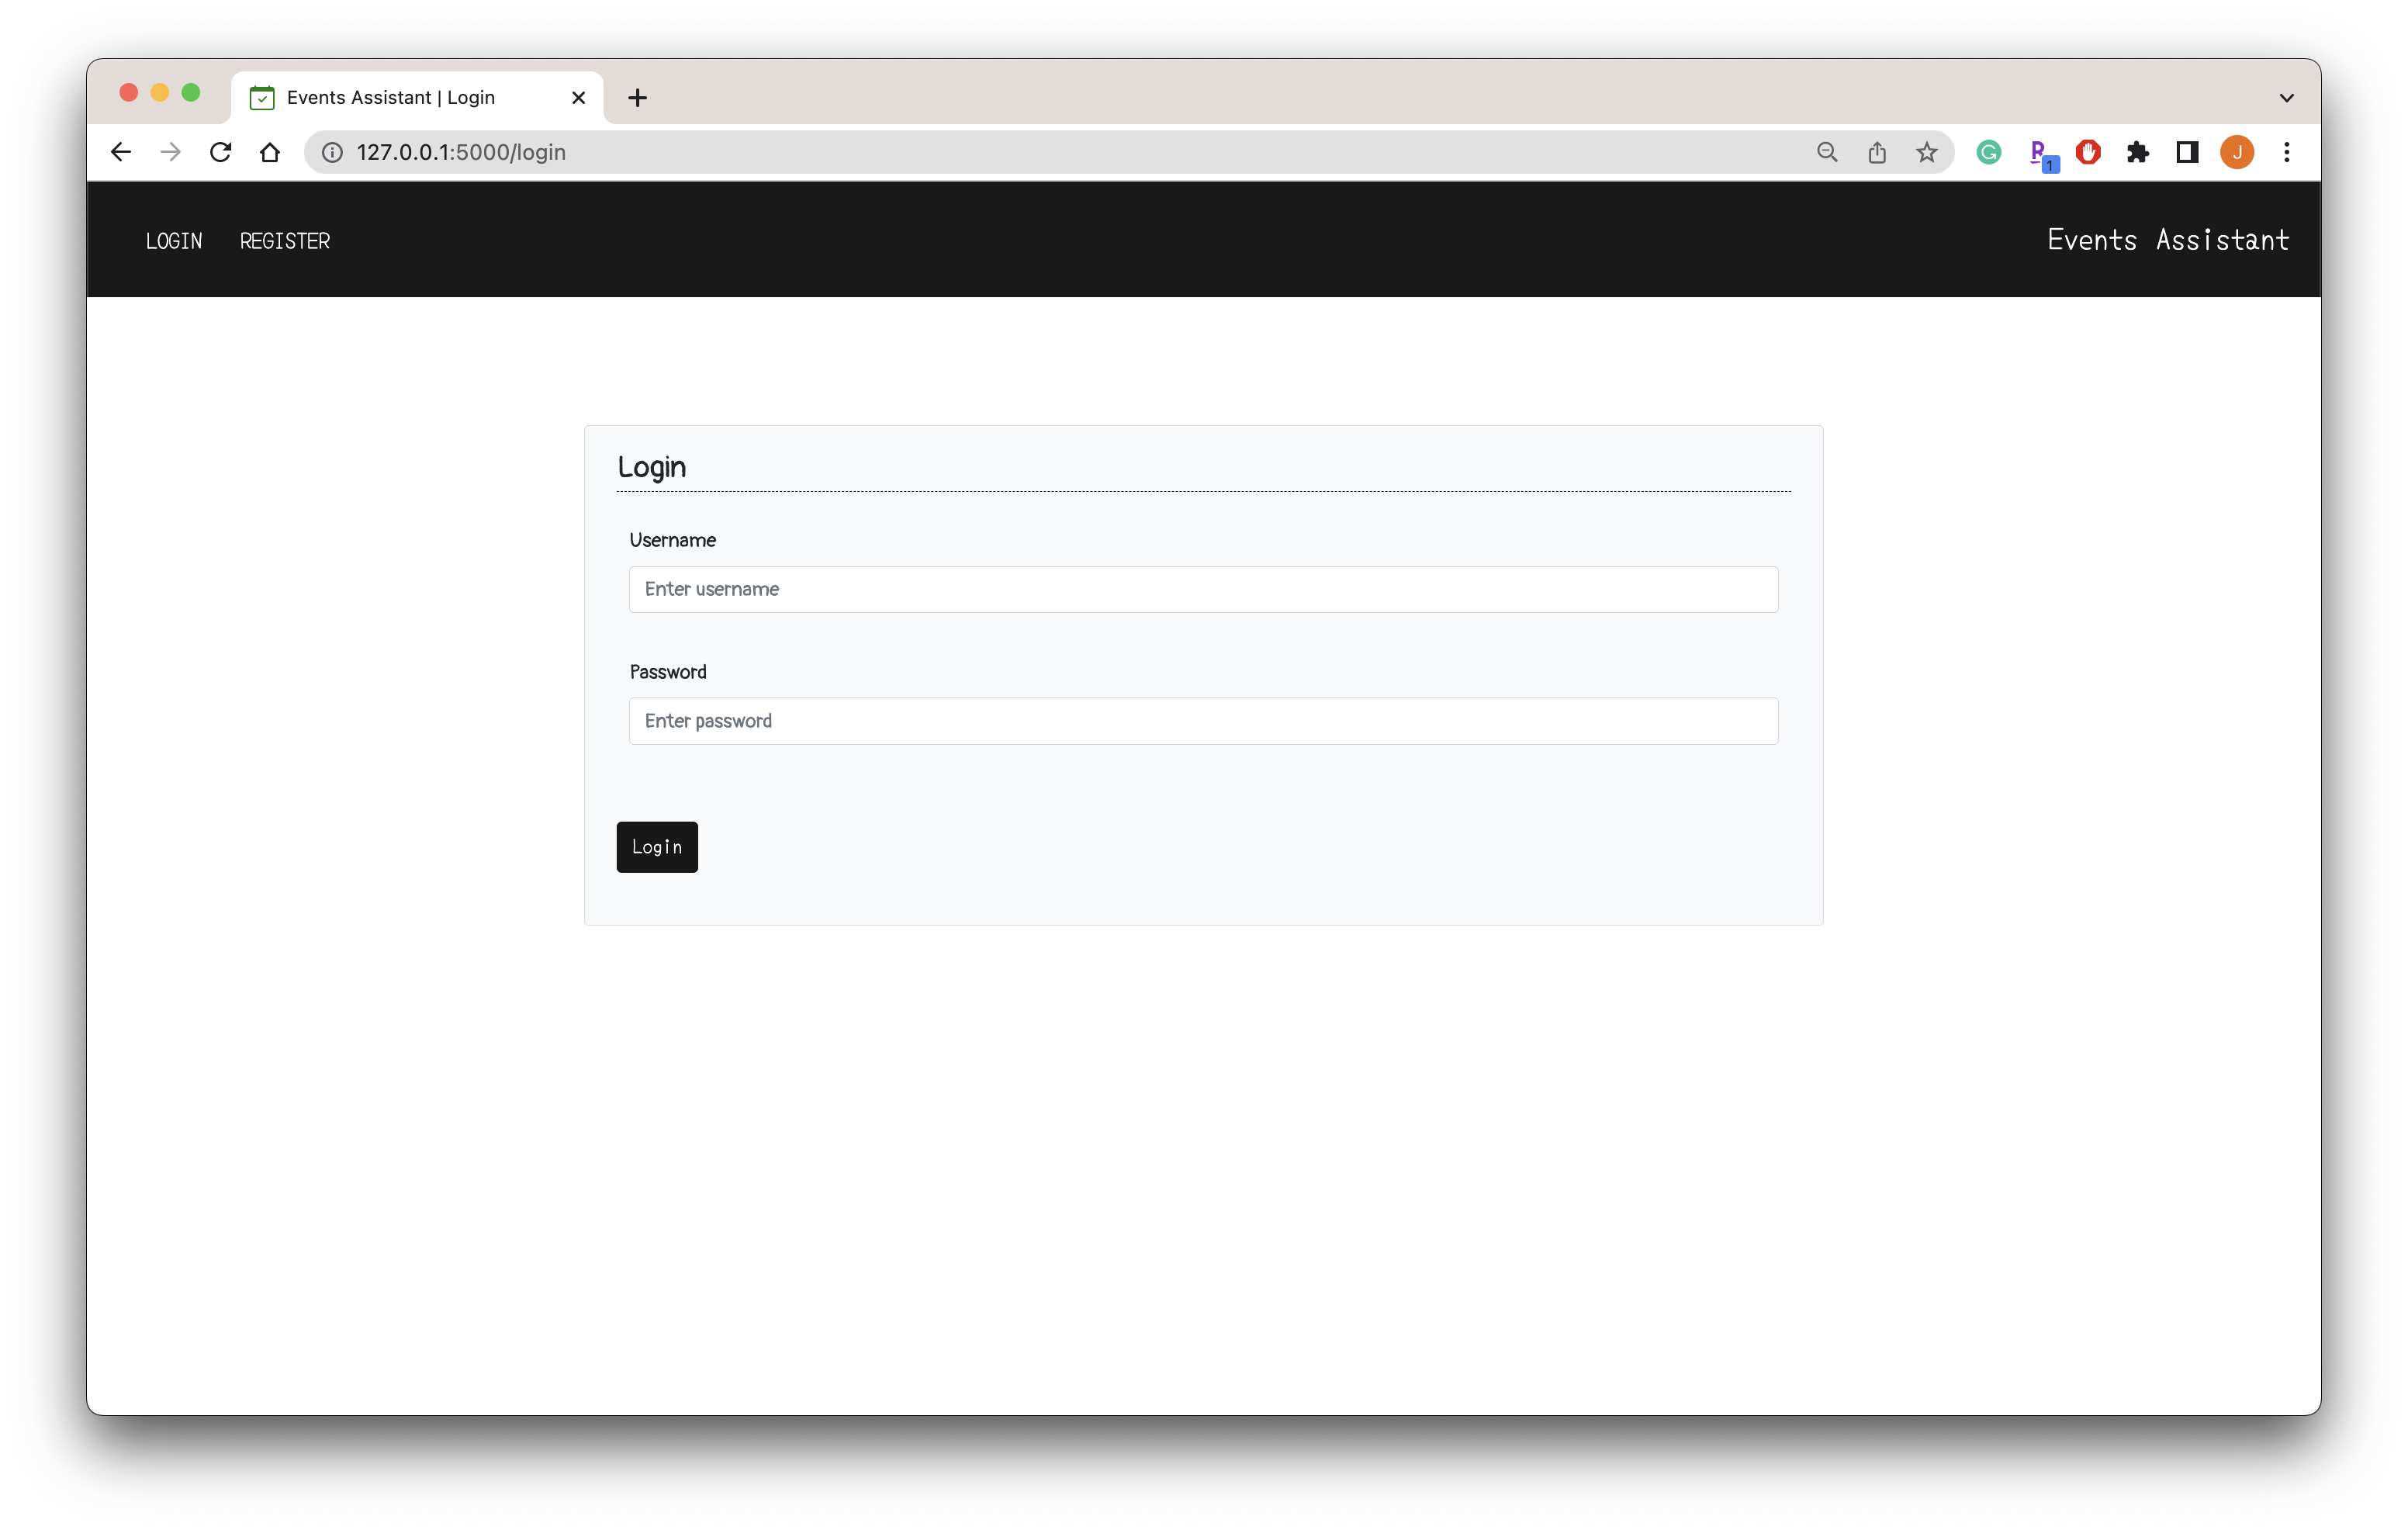 Events Assistant | Login
127.0.0.1:5000/login
1
J
LOGIN REGISTER Events Assistant
Login
Username
Enter username
Password
Enter password
Login